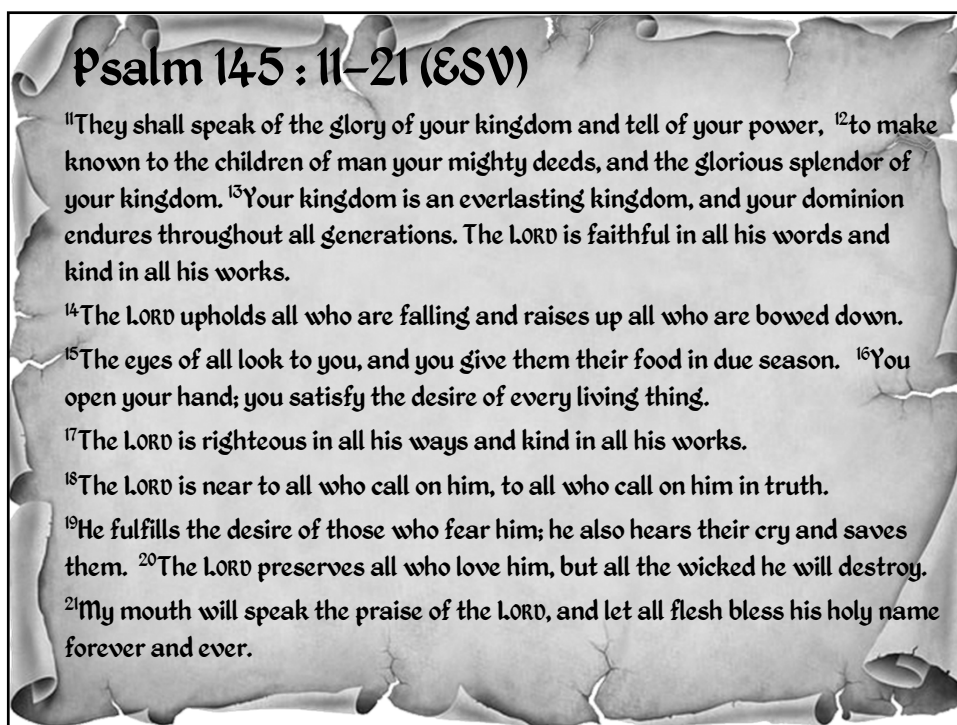 Psalm 145 : 11–21 (ESV)
¹¹They shall speak of the glory of your kingdom and tell of your power, ¹²to make
known to the children of man your mighty deeds, and the glorious splendor of
your kingdom. ¹³Your kingdom is an everlasting kingdom, and your dominion
endures throughout all generations. The LORD is faithful in all his words and
kind in all his works.
¹⁴The LORD upholds all who are falling and raises up all who are bowed down.
¹⁵The eyes of all look to you, and you give them their food in due season. ¹⁶You
open your hand; you satisfy the desire of every living thing.
¹⁷The LORD is righteous in all his ways and kind in all his works.
¹⁸The LORD is near to all who call on him, to all who call on him in truth.
¹⁹He fulfills the desire of those who fear him; he also hears their cry and saves
them. ²⁰The LORD preserves all who love him, but all the wicked he will destroy.
²¹My mouth will speak the praise of the LORD, and let all flesh bless his holy name
forever and ever.